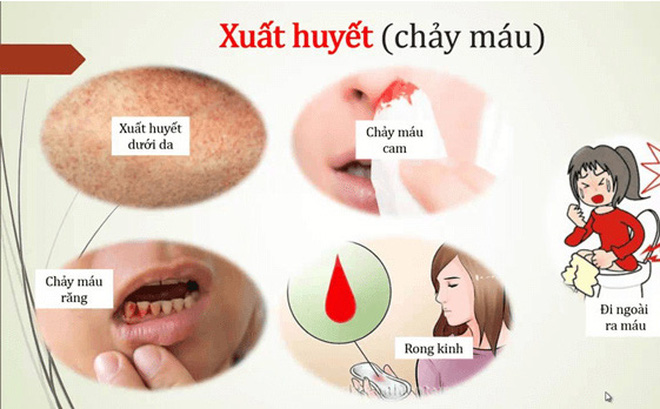 Xuất huyết (chảy máu)
Xuất huyết
dưới da
Chảy máu
cam
Chảy máu
răng
Rong kinh
Đi ngoài
ra máu